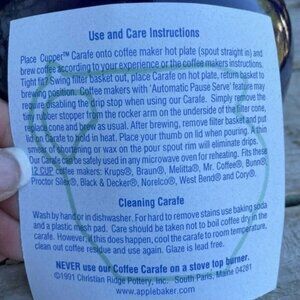 Use and Care Instructions
Place Cupper™ Carafe onto coffee maker hot plate (spout straight in) and
brew coffee according to your experience or the coffee makers instructions.
Tight fit? Swing filter basket out, place Carafe on hot plate, return basket to
brewing position. Coffee makers with 'Automatic Pause Serve' feature may
require disabling the drip stop when using our Carafe. Simply remove the
tiny rubber stopper from the rocker arm on the underside of the filter cone,
replace cone and brew as usual. After brewing, remove filter basket and put
lid on Carafe to hold in heat. Place your thumb on lid when pouring. A thin
smear of shortening or wax on the pour spout rim will eliminate drips.
Our Carafe can be safely used in any microwave oven for reheating. Fits these
12 CUP coffee makers: Krups®, Braun®, Melitta®, Mr. Coffee®, Bunn®,
Proctor Silex®, Black & Decker®, Norelco®, West Bend® and Cory®.
Cleaning Carafe
Wash by hand or in dishwasher. For hard to remove stains use baking soda
and a plastic mesh pad. Care should be taken not to boil coffee dry in the
carafe. However, if this does happen, cool the carafe to room temperature,
clean out coffee residue and use again. Glaze is lead free.
NEVER use our Coffee Carafe on a stove top burner.
©1991 Christian Ridge Pottery, Inc. South Paris, Maine 04281
www.applebaker.com